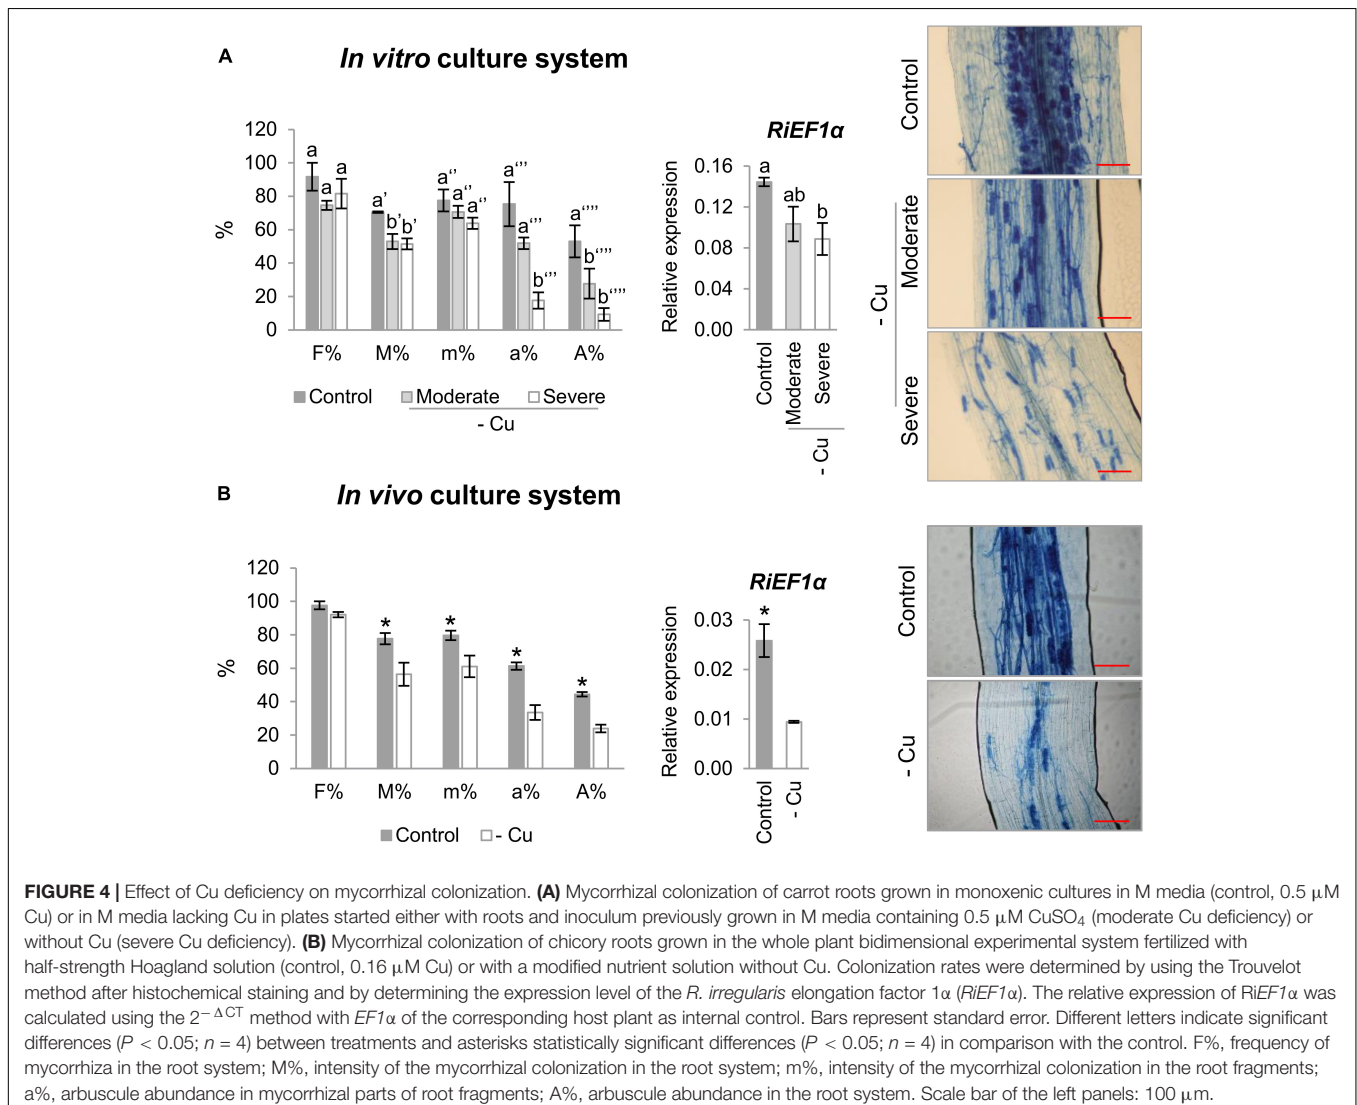 A
In vitro culture system
120
100
80
60
40
20
0
%
a
a
a
a’
b’
b’
a‘’
a‘’
a‘’
a‘’’
a‘’’
b‘’’
a‘’’’
b‘’’’
b‘’’’
F% M% m% a% A%
Control Moderate Severe
- Cu
RiEF1α
Relative expression
0.16
0.12
0.08
0.04
0.00
a
ab
b
Control
Moderate
Severe
- Cu
Control
Moderate
Severe
- Cu
B
In vivo culture system
120
100
80
60
40
20
0
%
* * * *
F% M% m% a% A%
Control - Cu
RiEF1α
Relative expression
0.03
0.02
0.01
0.00
*
Control
- Cu
Control
- Cu
FIGURE 4 | Effect of Cu deficiency on mycorrhizal colonization. (A) Mycorrhizal colonization of carrot roots grown in monoxenic cultures in M media (control, 0.5 μM
Cu) or in M media lacking Cu in plates started either with roots and inoculum previously grown in M media containing 0.5 μM CuSO₄ (moderate Cu deficiency) or
without Cu (severe Cu deficiency). (B) Mycorrhizal colonization of chicory roots grown in the whole plant bidimensional experimental system fertilized with
half-strength Hoagland solution (control, 0.16 μM Cu) or with a modified nutrient solution without Cu. Colonization rates were determined by using the Trouvelot
method after histochemical staining and by determining the expression level of the R. irregularis elongation factor 1α (RiEF1α). The relative expression of RiEF1α was
calculated using the 2⁻ΔCT method with EF1α of the corresponding host plant as internal control. Bars represent standard error. Different letters indicate significant
differences (P < 0.05; n = 4) between treatments and asterisks statistically significant differences (P < 0.05; n = 4) in comparison with the control. F%, frequency of
mycorrhiza in the root system; M%, intensity of the mycorrhizal colonization in the root system; m%, intensity of the mycorrhizal colonization in the root fragments;
a%, arbuscule abundance in mycorrhizal parts of root fragments; A%, arbuscule abundance in the root system. Scale bar of the left panels: 100 μm.